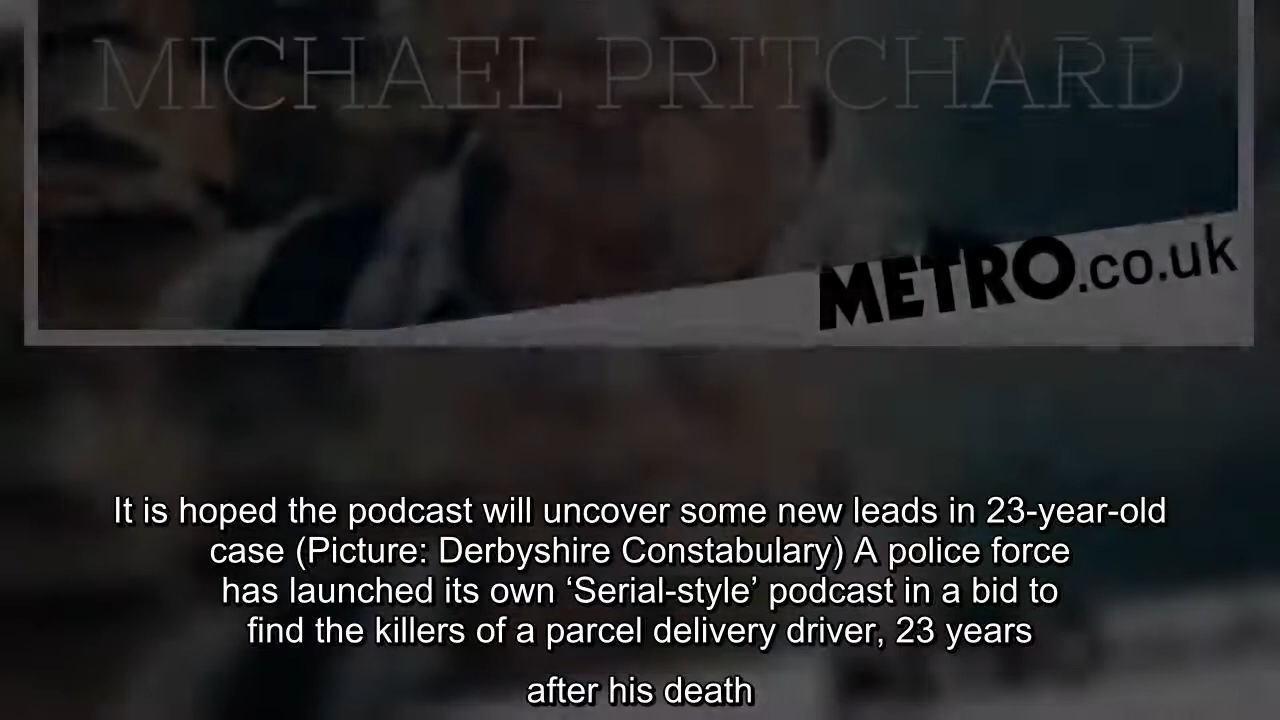 MICHAEL PRITCHARD
METRO.co.uk
It is hoped the podcast will uncover some new leads in 23-year-old
case (Picture: Derbyshire Constabulary) A police force
has launched its own ‘Serial-style’ podcast in a bid to
find the killers of a parcel delivery driver, 23 years
after his death